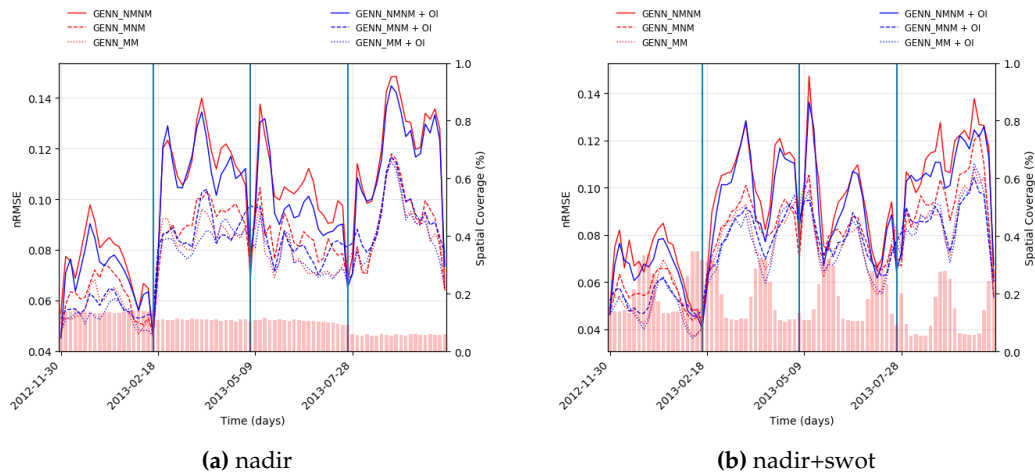 GENN_NMNM
GENN_MNM
GENN_MM
GENN_NMNM + OI
GENN_MNM + OI
GENN_MM + OI
nRMSE
0.14
0.12
0.10
0.08
0.06
0.04
1.0
0.8
0.6
0.4
0.2
0.0
Spatial Coverage (%)
2012-11-30
2013-02-18
2013-05-09
2013-07-28
Time (days)
(a) nadir
GENN_NMNM
GENN_MNM
GENN_MM
GENN_NMNM + OI
GENN_MNM + OI
GENN_MM + OI
nRMSE
0.14
0.12
0.10
0.08
0.06
0.04
1.0
0.8
0.6
0.4
0.2
0.0
Spatial Coverage (%)
2012-11-30
2013-02-18
2013-05-09
2013-07-28
Time (days)
(b) nadir+swot